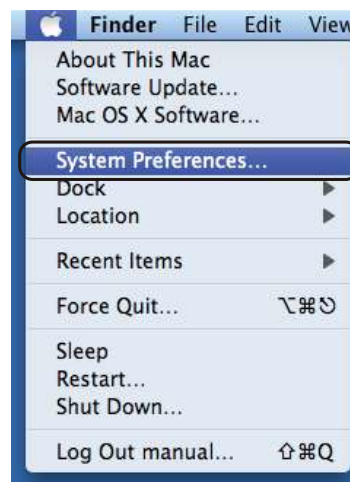 Finder File Edit View
About This Mac
Software Update...
Mac OS X Software...
System Preferences...
Dock
Location
Recent Items
Force Quit... ⌥⌘⎋
Sleep
Restart...
Shut Down...
Log Out manual... ⇧⌘Q